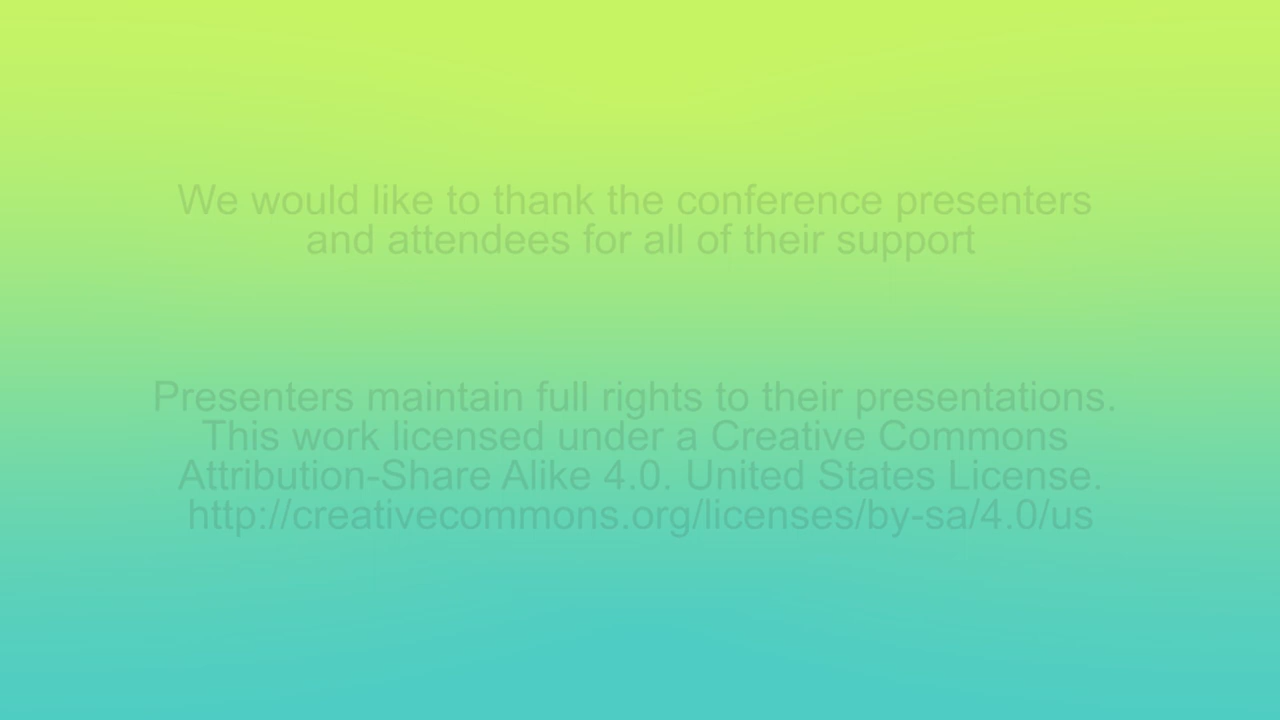 We would like to thank the conference presenters
and attendees for all of their support
Presenters maintain full rights to their presentations.
This work licensed under a Creative Commons
Attribution-Share Alike 4.0. United States License.
http://creativecommons.org/licenses/by-sa/4.0/us